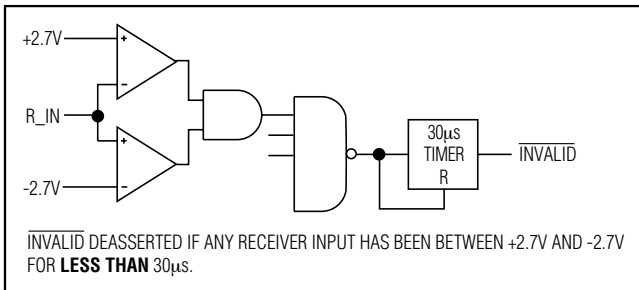 +2.7V
R_IN
-2.7V
30μs
TIMER
R
INVALID
INVALID DEASSERTED IF ANY RECEIVER INPUT HAS BEEN BETWEEN +2.7V AND -2.7V
FOR LESS THAN 30μs.